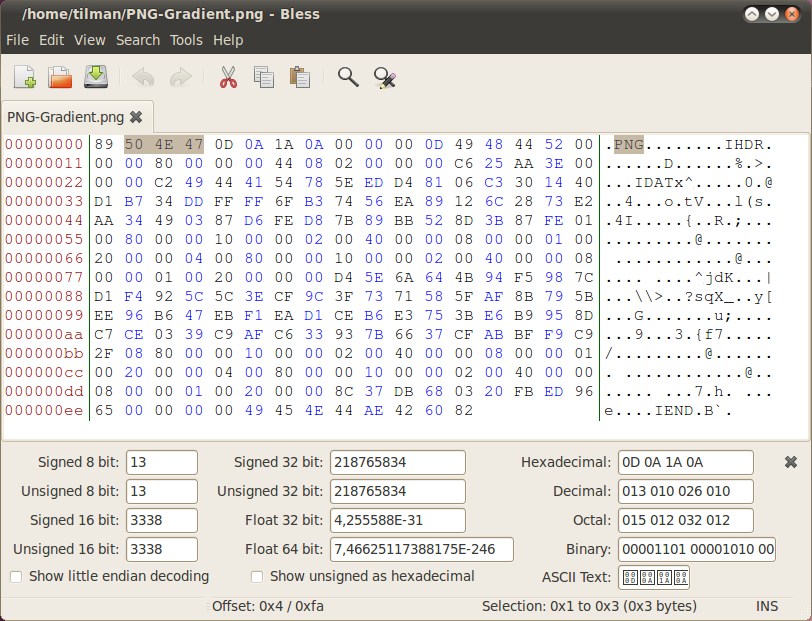 /home/tilman/PNG-Gradient.png - Bless
File Edit View Search Tools Help
PNG-Gradient.png
00000000 89 50 4E 47 0D 0A 1A 0A 00 00 00 0D 49 48 44 52 00 .PNG........IHDR.
00000011 00 00 80 00 00 00 44 08 02 00 00 00 C6 25 AA 3E 00 ......D......%.>.
00000022 00 00 C2 49 44 41 54 78 5E ED D4 81 06 C3 30 14 40 ...IDATx^.....0.@
00000033 D1 B7 34 DD FF FF 6F B3 74 56 EA 89 12 6C 28 73 E2 ..4...o.tV...l(s.
00000044 AA 34 49 03 87 D6 FE D8 7B 89 BB 52 8D 3B 87 FE 01 .4I.....{..R.;...
00000055 00 80 00 00 10 00 00 02 00 40 00 00 08 00 00 01 00 .........@.......
00000066 20 00 00 04 00 80 00 00 10 00 00 02 00 40 00 00 08 ............@...
00000077 00 00 01 00 20 00 00 00 D4 5E 6A 64 4B 94 F5 98 7C .... ....^jdK...|
00000088 D1 F4 92 5C 5C 3E CF 9C 3F 73 71 58 5F AF 8B 79 5B ...\\>..?sqX_..y[
00000099 EE 96 B6 47 EB F1 EA D1 CE B6 E3 75 3B E6 B9 95 8D ...G.......u;....
000000aa C7 CE 03 39 C9 AF C6 33 93 7B 66 37 CF AB BF F9 C9 ...9...3.{f7.....
000000bb 2F 08 80 00 00 10 00 00 02 00 40 00 00 08 00 00 01 /.........@......
000000cc 00 20 00 00 04 00 80 00 00 10 00 00 02 00 40 00 00 . ............@..
000000dd 08 00 00 01 00 20 00 00 8C 37 DB 68 03 20 FB ED 96 ..... ...7.h. ...
000000ee 65 00 00 00 00 49 45 4E 44 AE 42 60 82 e....IEND.B`.
Signed 8 bit: 13 Signed 32 bit: 218765834 Hexadecimal: 0D 0A 1A 0A
Unsigned 8 bit: 13 Unsigned 32 bit: 218765834 Decimal: 013 010 026 010
Signed 16 bit: 3338 Float 32 bit: 4,255588E-31 Octal: 015 012 032 012
Unsigned 16 bit: 3338 Float 64 bit: 7,46625117388175E-246 Binary: 00001101 00001010 00
Show little endian decoding Show unsigned as hexadecimal ASCII Text:
Offset: 0x4 / 0xfa Selection: 0x1 to 0x3 (0x3 bytes) INS